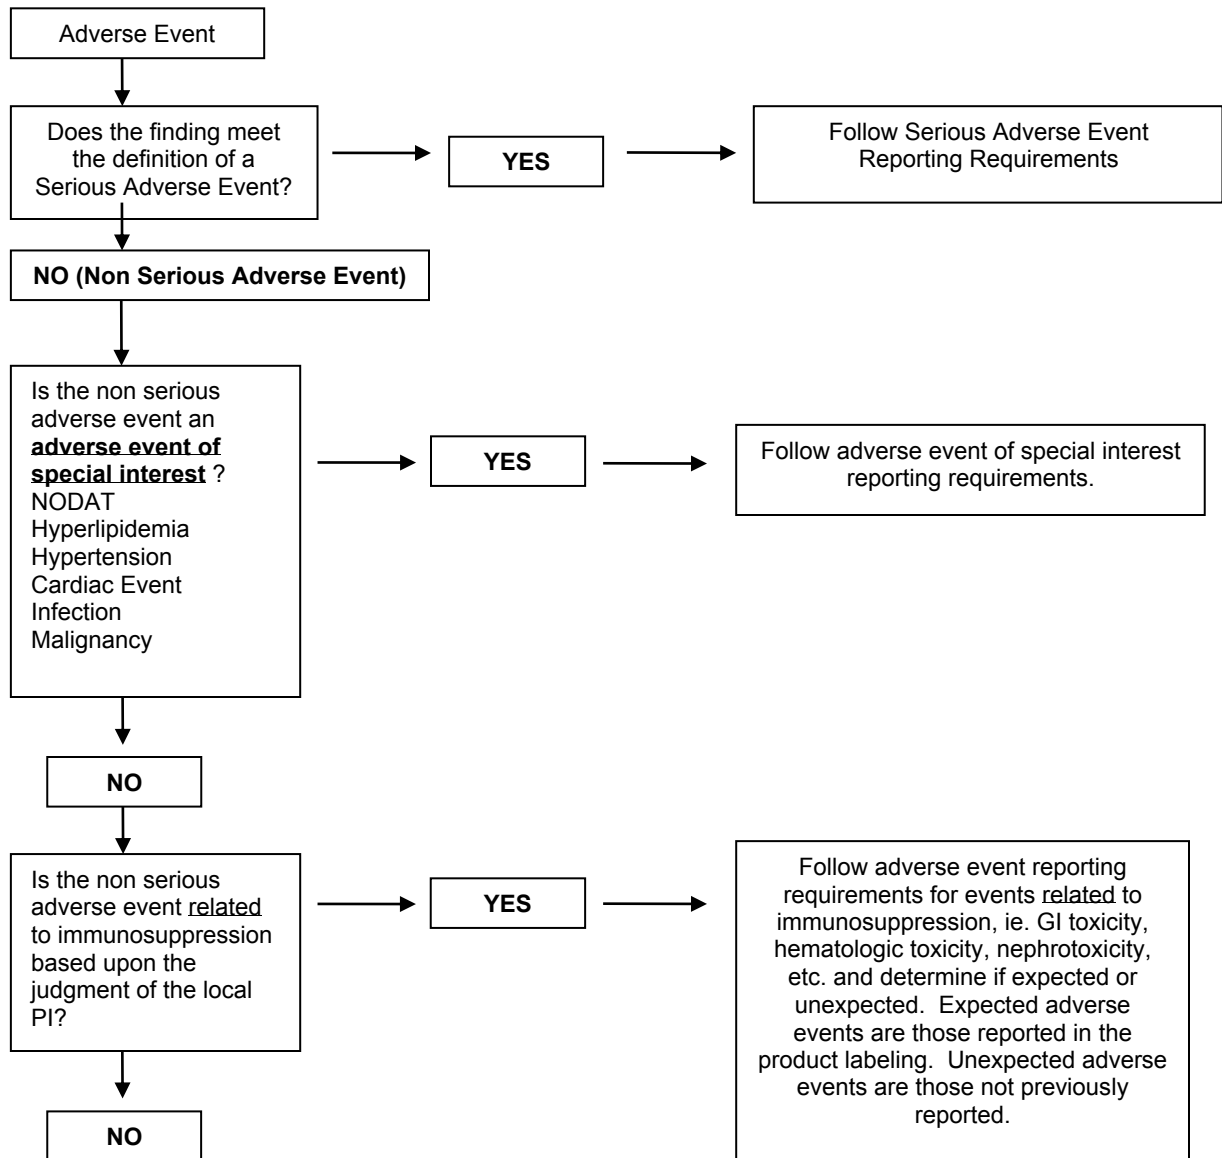 Adverse Event
Does the finding meet
the definition of a
Serious Adverse Event?
YES
Follow Serious Adverse Event
Reporting Requirements
NO (Non Serious Adverse Event)
Is the non serious
adverse event an
adverse event of
special interest ?
NODAT
Hyperlipidemia
Hypertension
Cardiac Event
Infection
Malignancy
YES
Follow adverse event of special interest
reporting requirements.
NO
Is the non serious
adverse event related
to immunosuppression
based upon the
judgment of the local
PI?
YES
Follow adverse event reporting
requirements for events related to
immunosuppression, ie. GI toxicity,
hematologic toxicity, nephrotoxicity,
etc. and determine if expected or
unexpected.  Expected adverse
events are those reported in the
product labeling.  Unexpected adverse
events are those not previously
reported.
NO